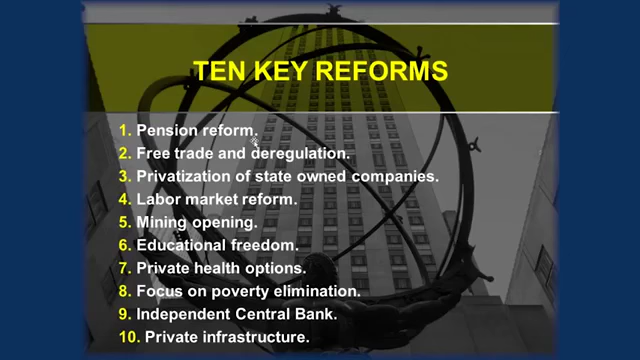 TEN KEY REFORMS
1. Pension reform.
2. Free trade and deregulation.
3. Privatization of state owned companies.
4. Labor market reform.
5. Mining opening.
6. Educational freedom.
7. Private health options.
8. Focus on poverty elimination.
9. Independent Central Bank.
10. Private infrastructure.